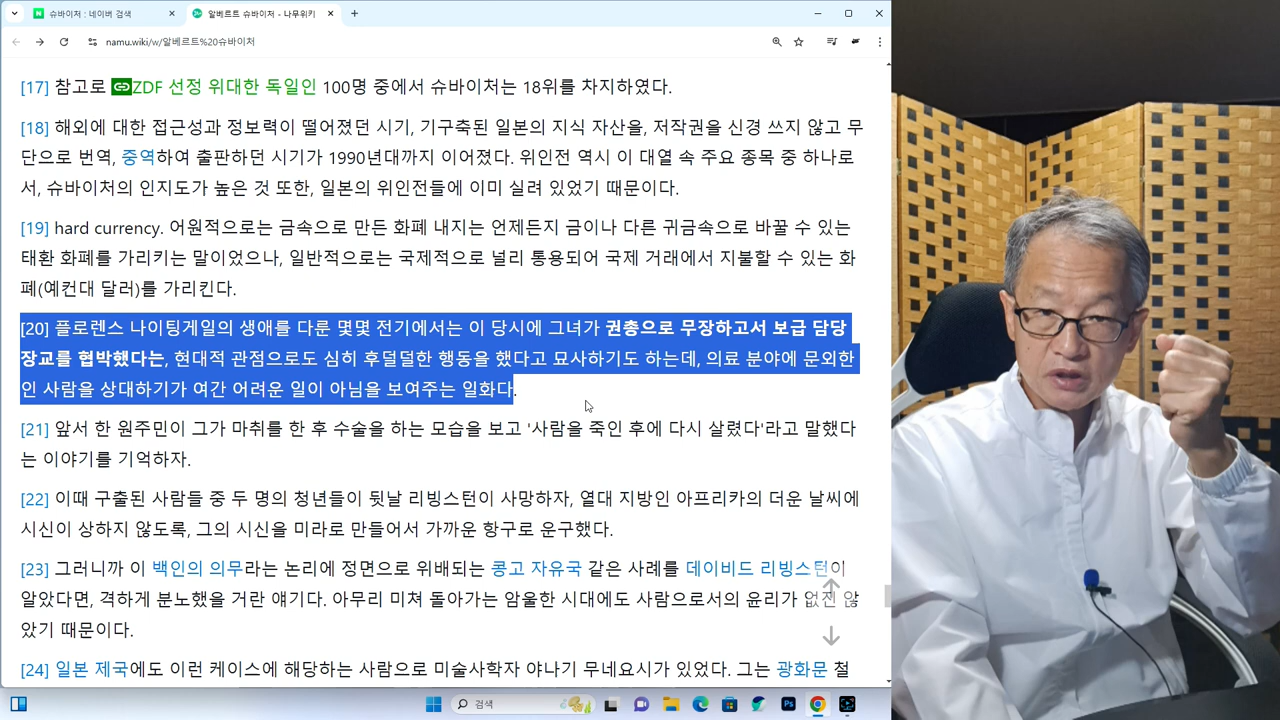 슈바이처 : 네이버 검색
알베르트 슈바이처 - 나무위키
namu.wiki/w/알베르트%20슈바이처
[17] 참고로 ZDF 선정 위대한 독일인 100명 중에서 슈바이처는 18위를 차지하였다.
[18] 해외에 대한 접근성과 정보력이 떨어졌던 시기, 기구축된 일본의 지식 자산을, 저작권을 신경 쓰지 않고 무
단으로 번역, 중역하여 출판하던 시기가 1990년대까지 이어졌다. 위인전 역시 이 대열 속 주요 종목 중 하나로
서, 슈바이처의 인지도가 높은 것 또한, 일본의 위인전들에 이미 실려 있었기 때문이다.
[19] hard currency. 어원적으로는 금속으로 만든 화폐 내지는 언제든지 금이나 다른 귀금속으로 바꿀 수 있는
태환 화폐를 가리키는 말이었으나, 일반적으로는 국제적으로 널리 통용되어 국제 거래에서 지불할 수 있는 화
폐(예컨대 달러)를 가리킨다.
[20] 플로렌스 나이팅게일의 생애를 다룬 몇몇 전기에서는 이 당시에 그녀가 권총으로 무장하고서 보급 담당
장교를 협박했다는, 현대적 관점으로도 심히 후덜덜한 행동을 했다고 묘사하기도 하는데, 의료 분야에 문외한
인 사람을 상대하기가 여간 어려운 일이 아님을 보여주는 일화다.
[21] 앞서 한 원주민이 그가 마취를 한 후 수술을 하는 모습을 보고 '사람을 죽인 후에 다시 살렸다'라고 말했다
는 이야기를 기억하자.
[22] 이때 구출된 사람들 중 두 명의 청년들이 뒷날 리빙스턴이 사망하자, 열대 지방인 아프리카의 더운 날씨에
시신이 상하지 않도록, 그의 시신을 미라로 만들어서 가까운 항구로 운구했다.
[23] 그러니까 이 백인의 의무라는 논리에 정면으로 위배되는 콩고 자유국 같은 사례를 데이비드 리빙스턴이
알았다면, 격하게 분노했을 거란 얘기다. 아무리 미쳐 돌아가는 암울한 시대에도 사람으로서의 윤리가 없진 않
았기 때문이다.
[24] 일본 제국에도 이런 케이스에 해당하는 사람으로 미술사학자 야나기 무네요시가 있었다. 그는 광화문 철
검색
Ps